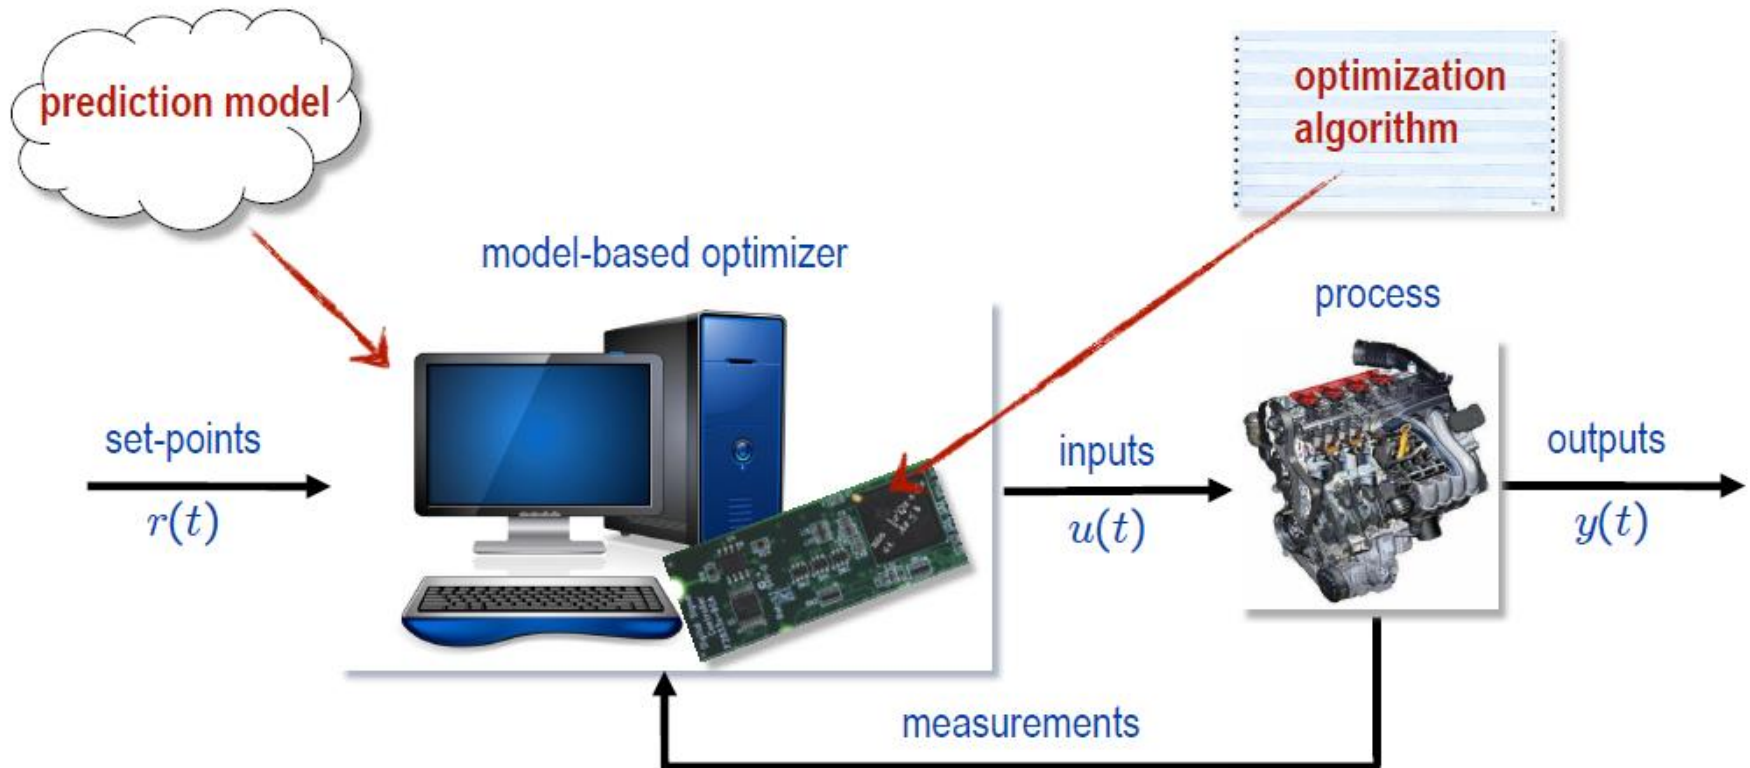 prediction model
optimization
algorithm
model-based optimizer
process
set-points
r(t)
inputs
u(t)
outputs
y(t)
measurements